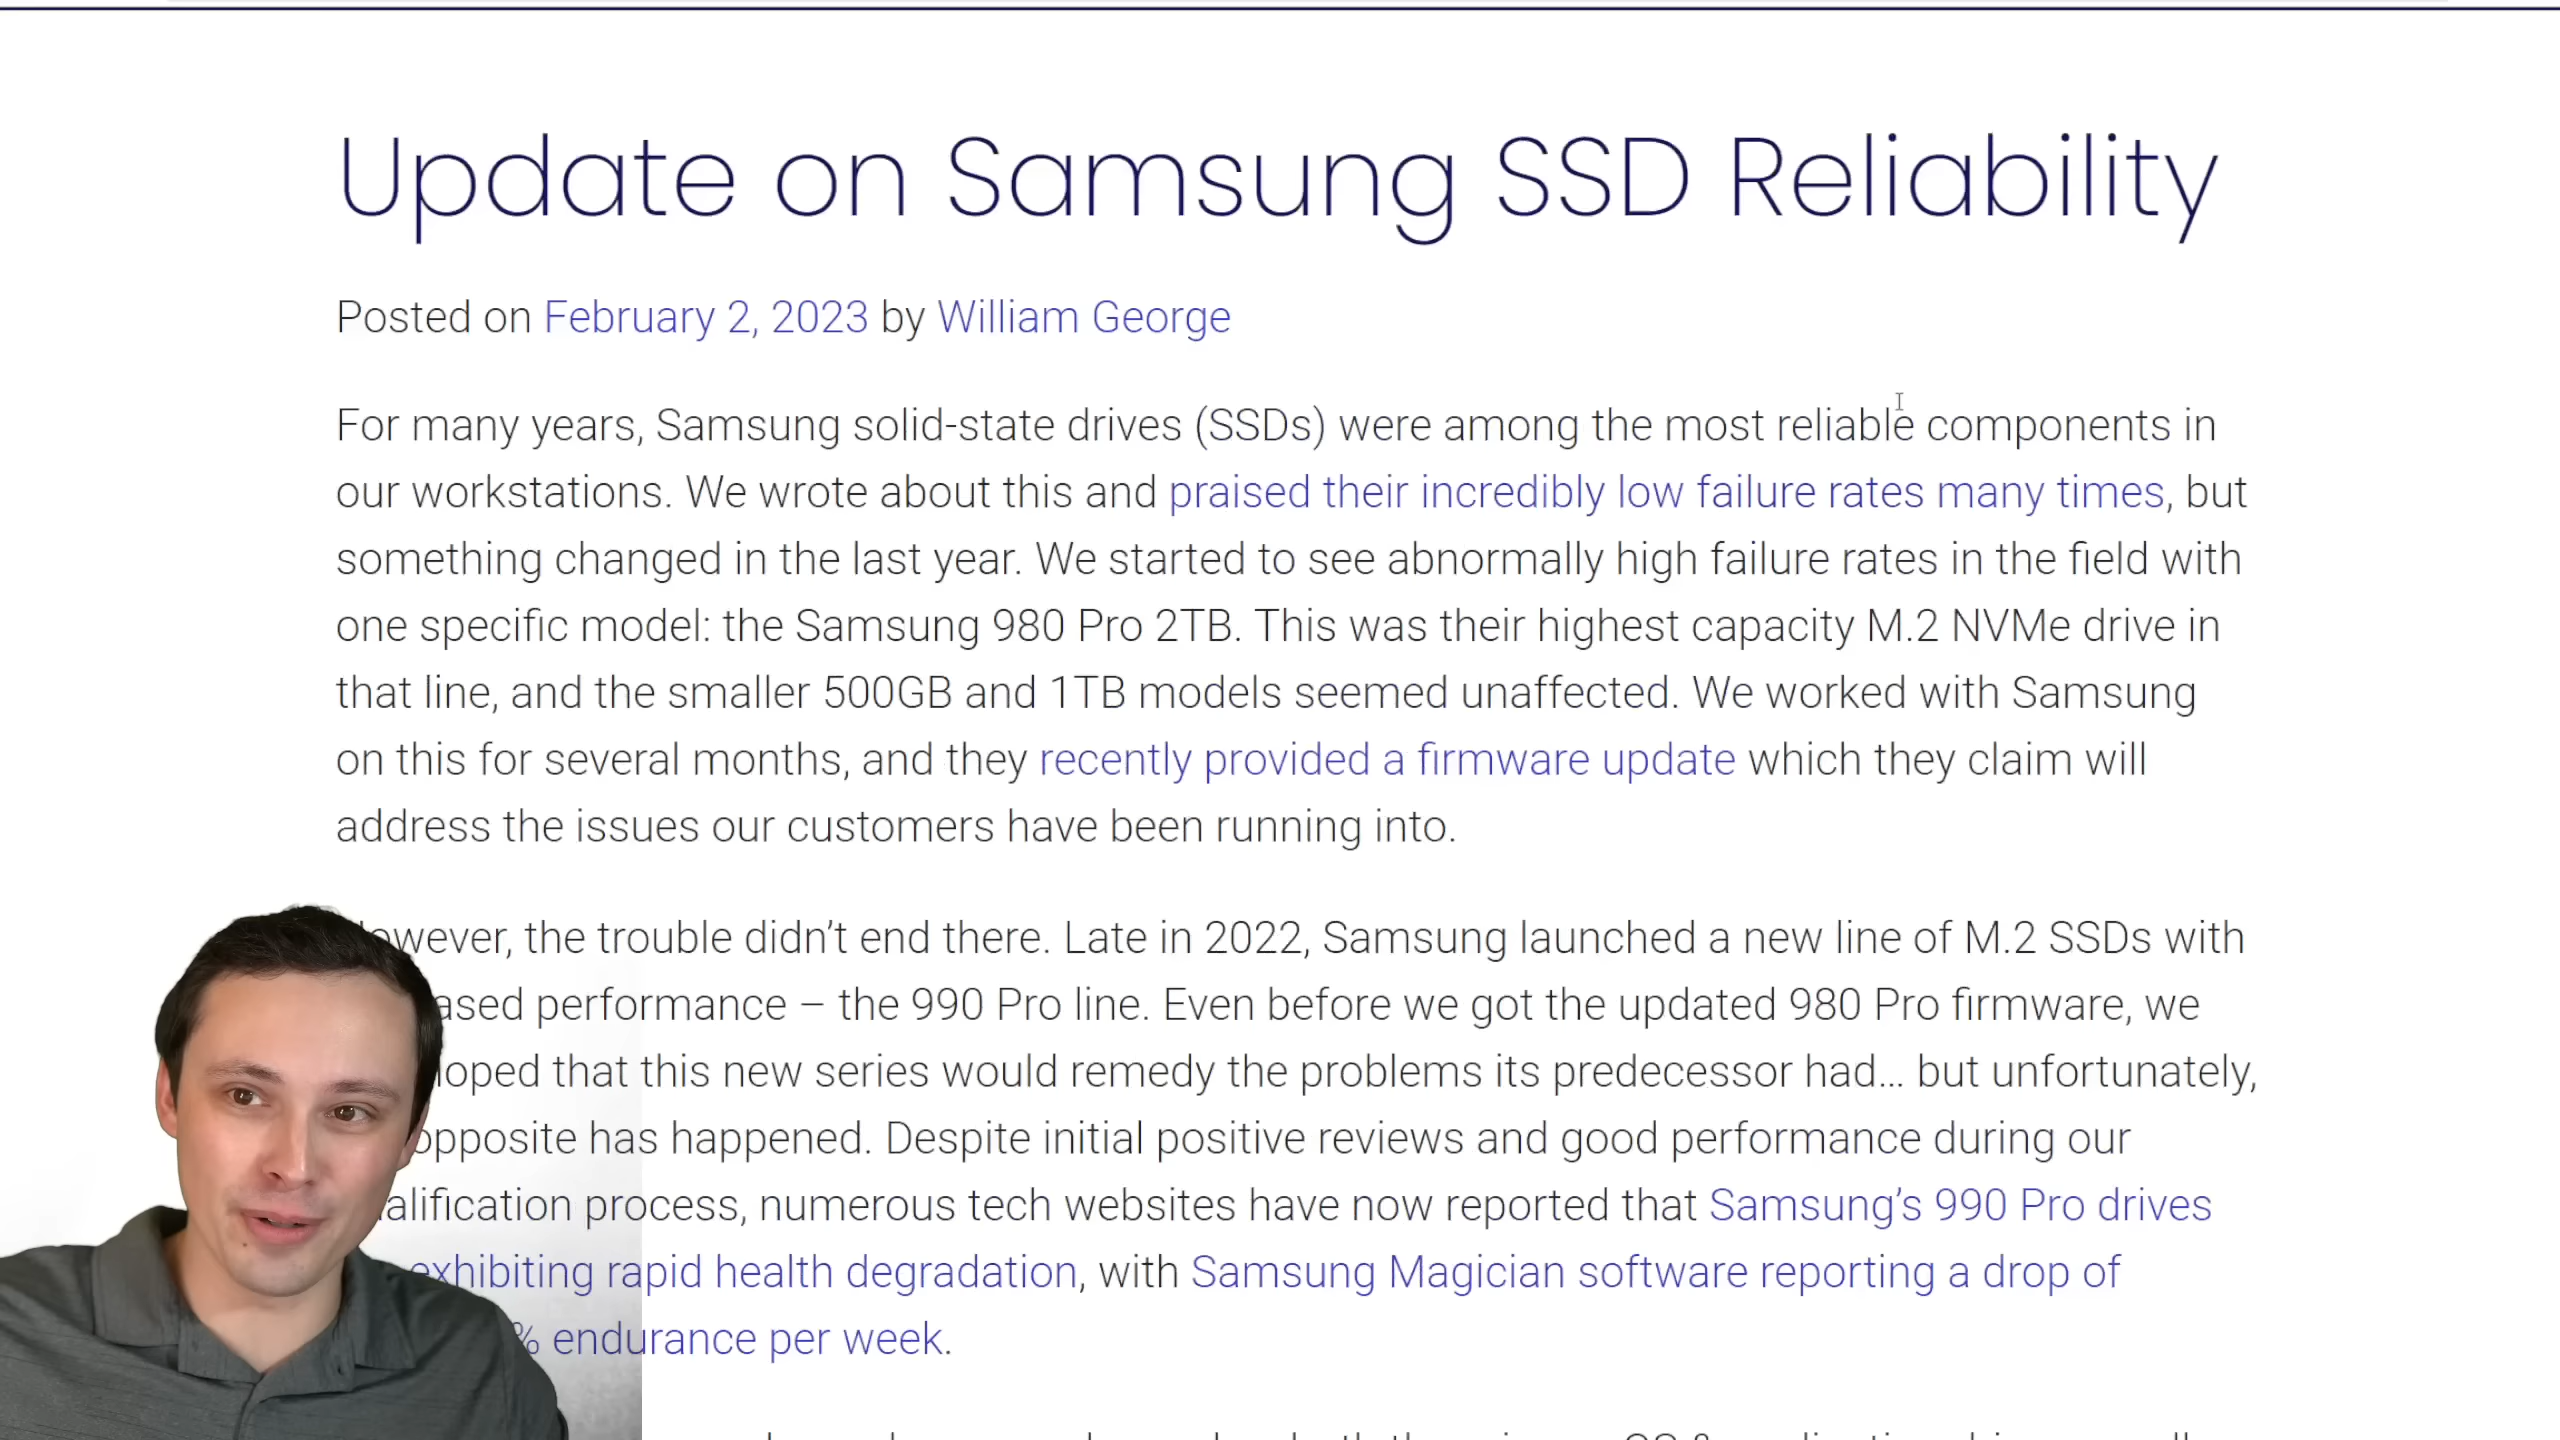 Update on Samsung SSD Reliability
Posted on February 2, 2023 by William George
For many years, Samsung solid-state drives (SSDs) were among the most reliable components in
our workstations. We wrote about this and praised their incredibly low failure rates many times, but
something changed in the last year. We started to see abnormally high failure rates in the field with
one specific model: the Samsung 980 Pro 2TB. This was their highest capacity M.2 NVMe drive in
that line, and the smaller 500GB and 1TB models seemed unaffected. We worked with Samsung
on this for several months, and they recently provided a firmware update which they claim will
address the issues our customers have been running into.
owever, the trouble didn’t end there. Late in 2022, Samsung launched a new line of M.2 SSDs with
ased performance – the 990 Pro line. Even before we got the updated 980 Pro firmware, we
oped that this new series would remedy the problems its predecessor had… but unfortunately,
opposite has happened. Despite initial positive reviews and good performance during our
alification process, numerous tech websites have now reported that Samsung’s 990 Pro drives
exhibiting rapid health degradation, with Samsung Magician software reporting a drop of
% endurance per week.